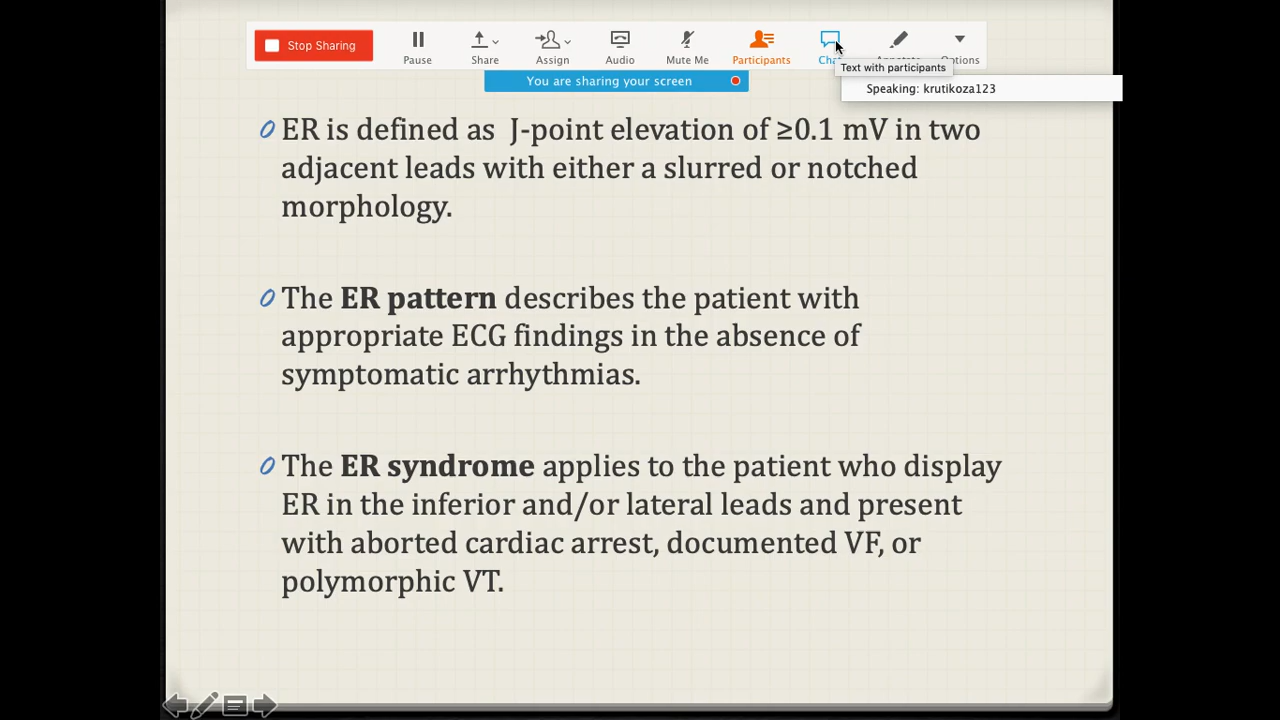 Stop Sharing
Pause
Share
Assign
Audio
Mute Me
Participants
Chat
Annotate
Options
Text with participants
You are sharing your screen
Speaking: krutikoza123
ER is defined as J-point elevation of ≥0.1 mV in two
adjacent leads with either a slurred or notched
morphology.
The ER pattern describes the patient with
appropriate ECG findings in the absence of
symptomatic arrhythmias.
The ER syndrome applies to the patient who display
ER in the inferior and/or lateral leads and present
with aborted cardiac arrest, documented VF, or
polymorphic VT.